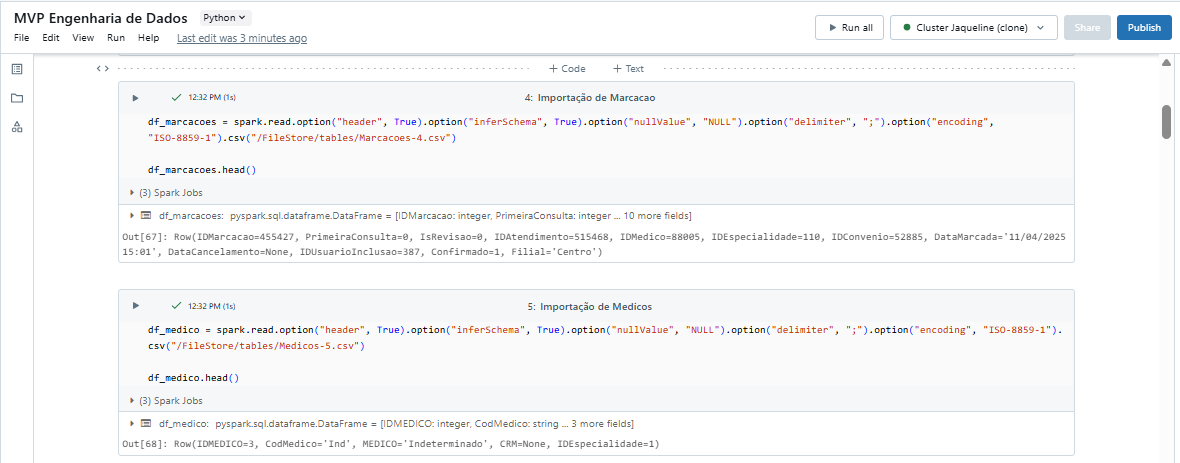 MVP Engenharia de Dados Python
File Edit View Run Help Last edit was 3 minutes ago
Run all Cluster Jaqueline (clone) Share Publish
<> + Code + Text
12:32 PM (1s) 4: Importação de Marcacao
df_marcacoes = spark.read.option("header", True).option("inferSchema", True).option("nullValue", "NULL").option("delimiter", ";").option("encoding",
"ISO-8859-1").csv("/FileStore/tables/Marcacoes-4.csv")
df_marcacoes.head()
(3) Spark Jobs
df_marcacoes: pyspark.sql.dataframe.DataFrame = [IDMarcacao: integer, PrimeiraConsulta: integer ... 10 more fields]
Out[67]: Row(IDMarcacao=455427, PrimeiraConsulta=0, IsRevisao=0, IDAtendimento=515468, IDMedico=88005, IDEspecialidade=110, IDConvenio=52885, DataMarcada='11/04/2025
15:01', DataCancelamento=None, IDUsuarioInclusao=387, Confirmado=1, Filial='Centro')
12:32 PM (1s) 5: Importação de Medicos
df_medico = spark.read.option("header", True).option("inferSchema", True).option("nullValue", "NULL").option("delimiter", ";").option("encoding", "ISO-8859-1").
csv("/FileStore/tables/Medicos-5.csv")
df_medico.head()
(3) Spark Jobs
df_medico: pyspark.sql.dataframe.DataFrame = [IDMEDICO: integer, CodMedico: string ... 3 more fields]
Out[68]: Row(IDMEDICO=3, CodMedico='Ind', MEDICO='Indeterminado', CRM=None, IDEspecialidade=1)